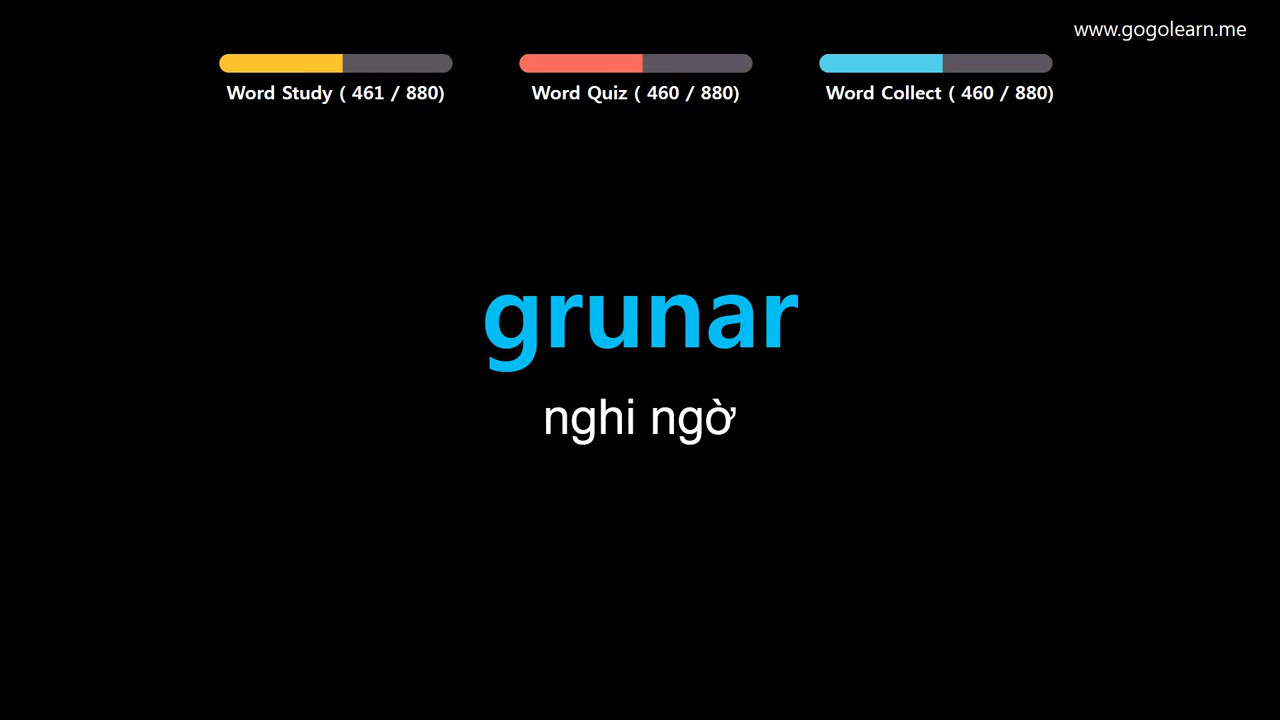 www.gogolearn.me
Word Study ( 461 / 880)
Word Quiz ( 460 / 880)
Word Collect ( 460 / 880)
grunar
nghi ngờ